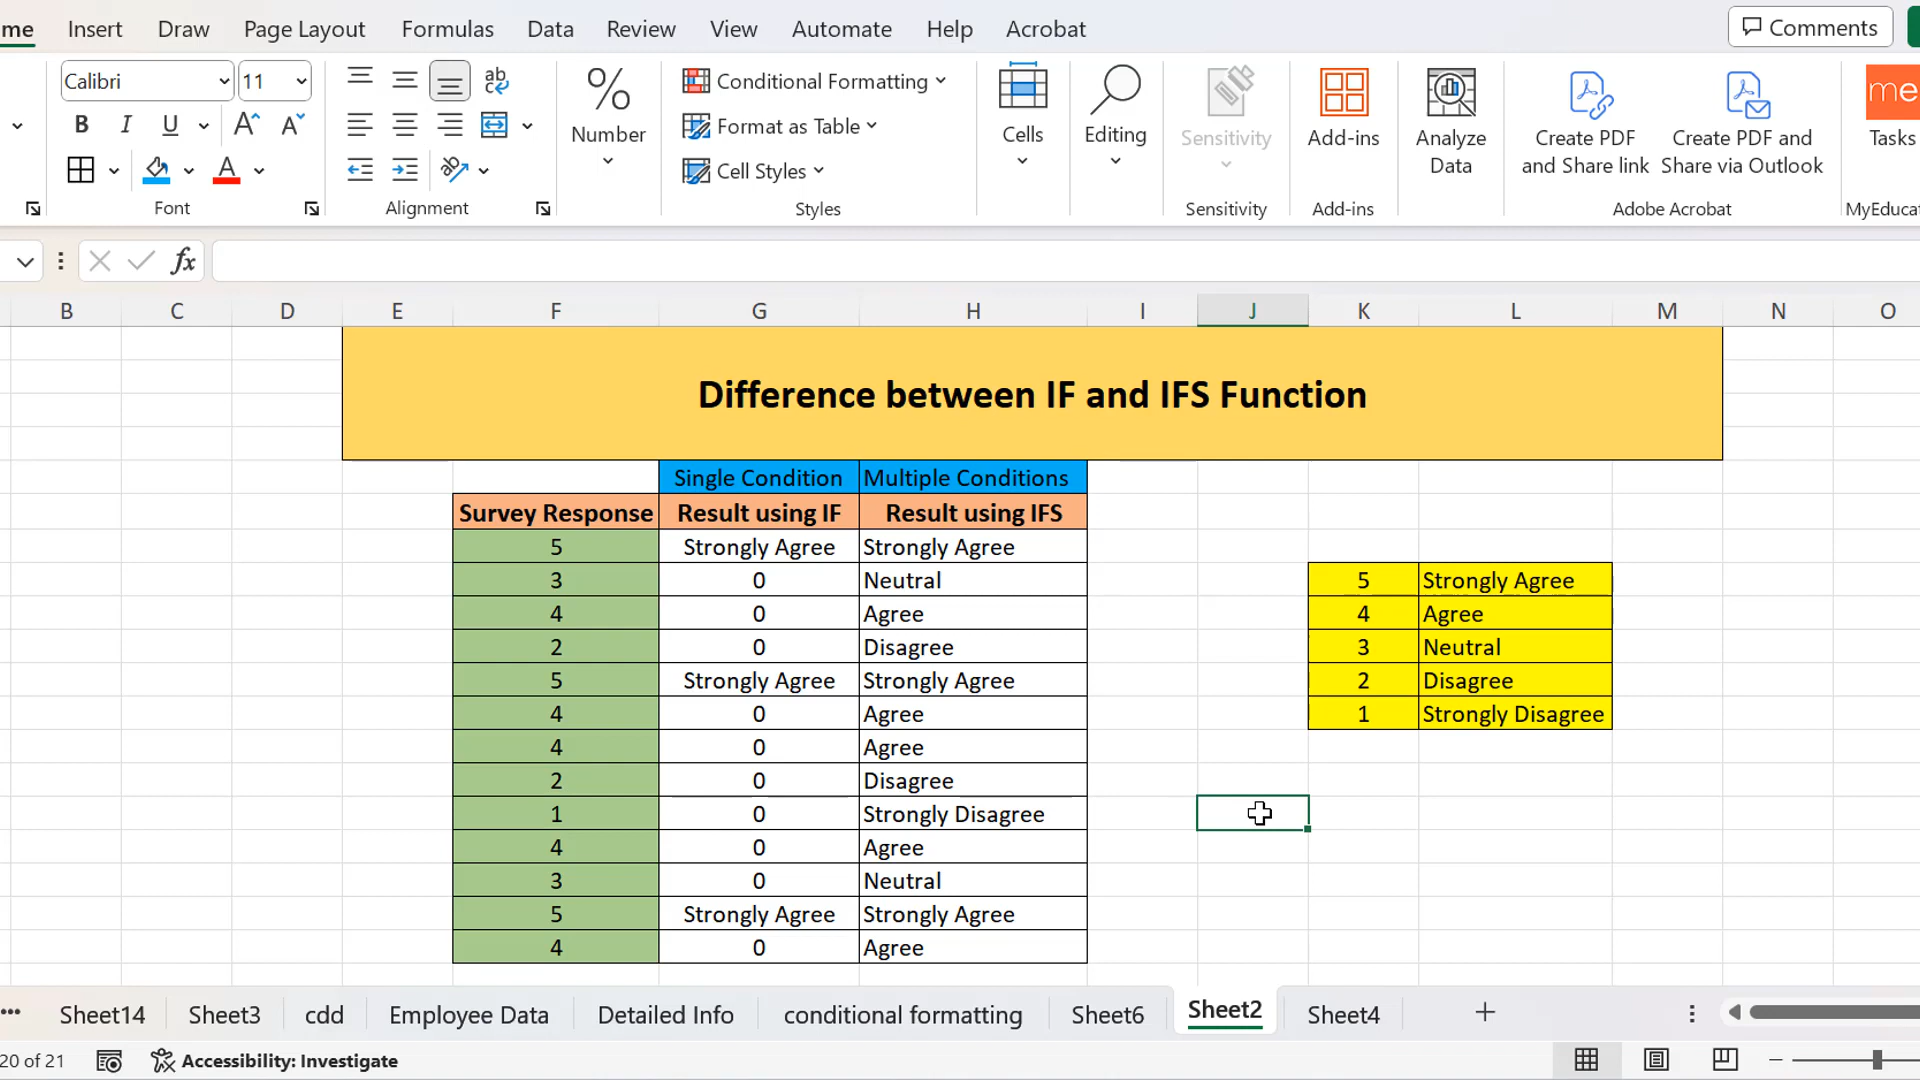 me Insert Draw Page Layout Formulas Data Review View Automate Help Acrobat Comments
Calibri 11 ab Conditional Formatting
Format as Table
Cell Styles
B I U A A
A
% Number Cells Editing Sensitivity Add-ins Analyze Data Create PDF and Share link Create PDF and Share via Outlook me Tasks
Font Alignment Styles Sensitivity Add-ins Adobe Acrobat MyEducat
fx
B C D E F G H I J K L M N O
Difference between IF and IFS Function
Single Condition Multiple Conditions
Survey Response Result using IF Result using IFS
5 Strongly Agree Strongly Agree
3 0 Neutral 5 Strongly Agree
4 0 Agree 4 Agree
2 0 Disagree 3 Neutral
5 Strongly Agree Strongly Agree 2 Disagree
4 0 Agree 1 Strongly Disagree
4 0 Agree
2 0 Disagree
1 0 Strongly Disagree
4 0 Agree
3 0 Neutral
5 Strongly Agree Strongly Agree
4 0 Agree
Sheet14 Sheet3 cdd Employee Data Detailed Info conditional formatting Sheet6 Sheet2 Sheet4
20 of 21 Accessibility: Investigate